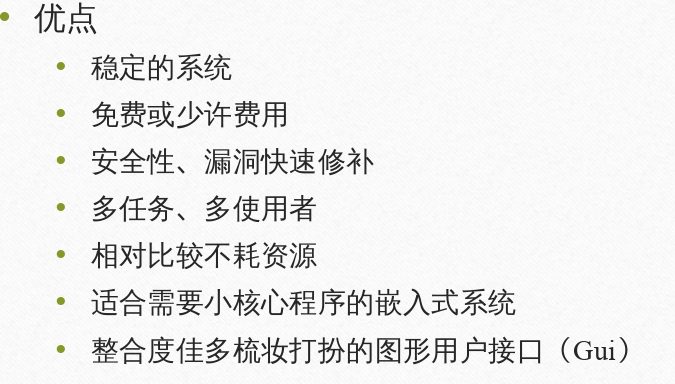 优点
稳定的系统
免费或少许费用
安全性、漏洞快速修补
多任务、多使用者
相对比较不耗资源
适合需要小核心程序的嵌入式系统
整合度佳多梳妆打扮的图形用户接口（Gui）